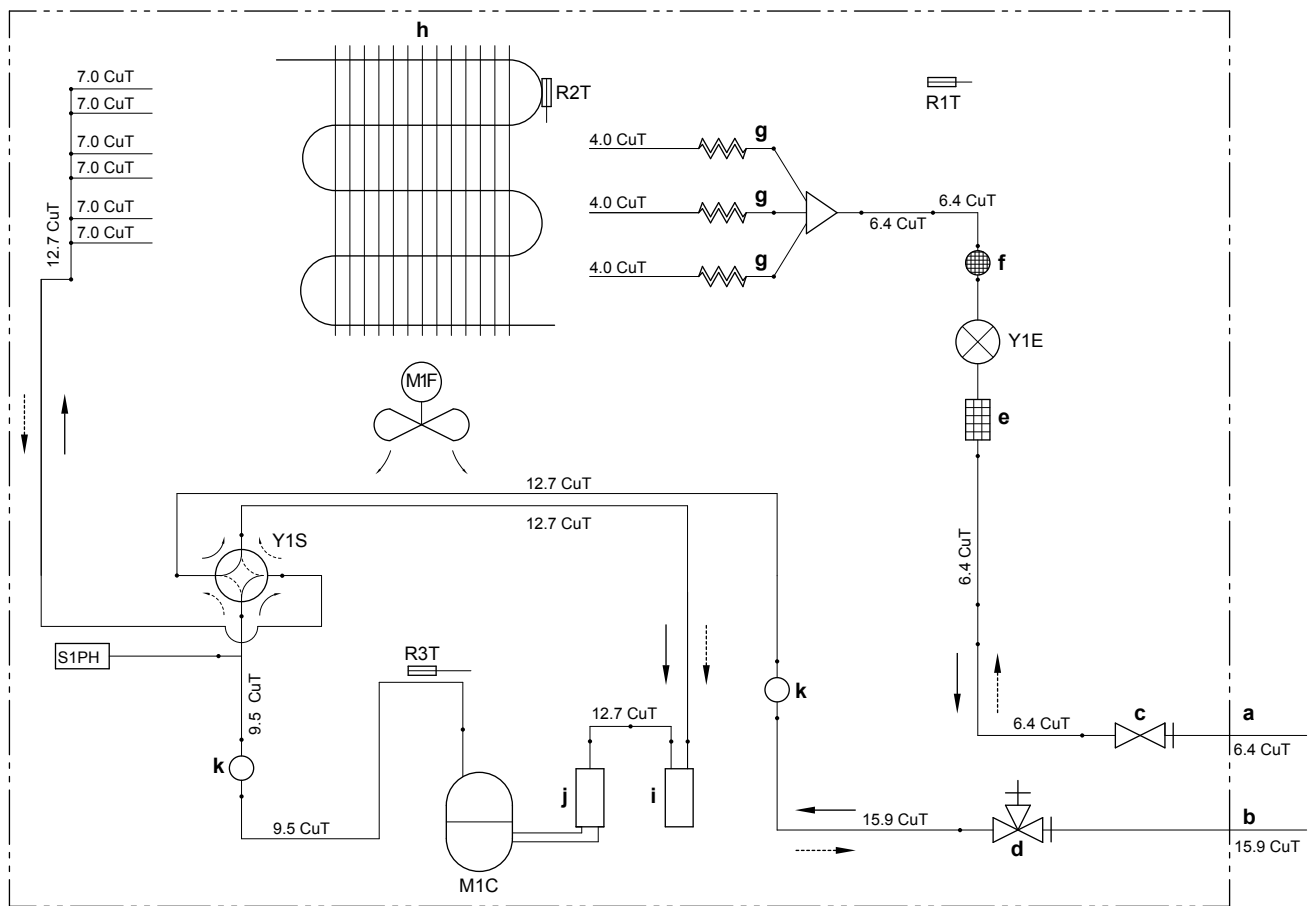 h
7.0 CuT
7.0 CuT
7.0 CuT
7.0 CuT
7.0 CuT
7.0 CuT
12.7 CuT
R2T
R1T
4.0 CuT
g
4.0 CuT
g
4.0 CuT
g
6.4 CuT
6.4 CuT
f
Y1E
e
M1F
12.7 CuT
12.7 CuT
Y1S
6.4 CuT
S1PH
R3T
9.5 CuT
k
12.7 CuT
k
6.4 CuT
c
a
6.4 CuT
j
i
9.5 CuT
M1C
15.9 CuT
d
b
15.9 CuT